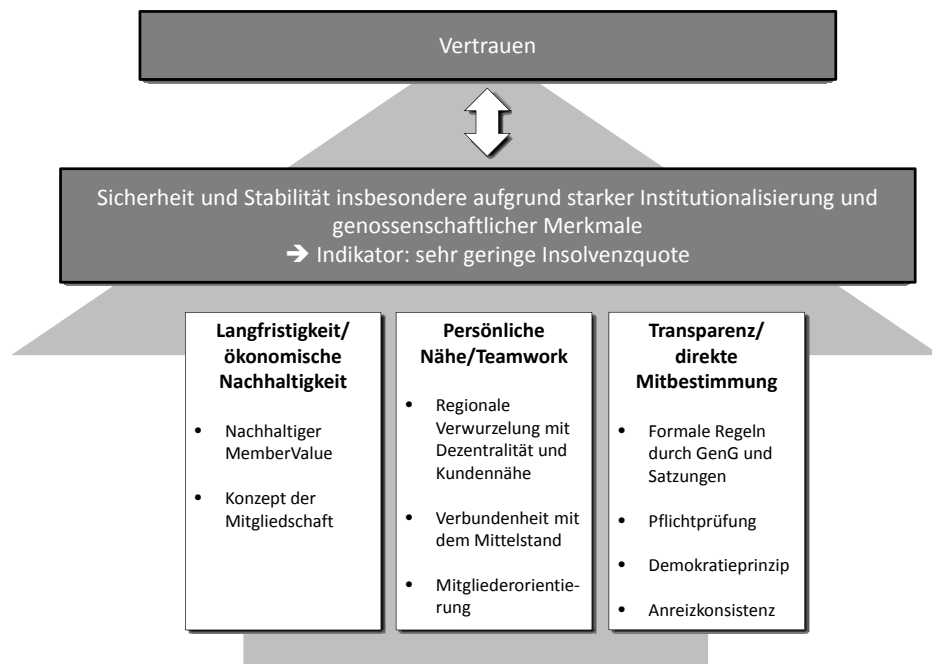 Vertrauen
Sicherheit und Stabilität insbesondere aufgrund starker Institutionalisierung und
genossenschaftlicher Merkmale
➔ Indikator: sehr geringe Insolvenzquote
Langfristigkeit/
ökonomische
Nachhaltigkeit
• Nachhaltiger
MemberValue
• Konzept der
Mitgliedschaft
Persönliche
Nähe/Teamwork
• Regionale
Verwurzelung mit
Dezentralität und
Kundennähe
• Verbundenheit mit
dem Mittelstand
• Mitgliederorientie-
rung
Transparenz/
direkte
Mitbestimmung
• Formale Regeln
durch GenG und
Satzungen
• Pflichtprüfung
• Demokratieprinzip
• Anreizkonsistenz